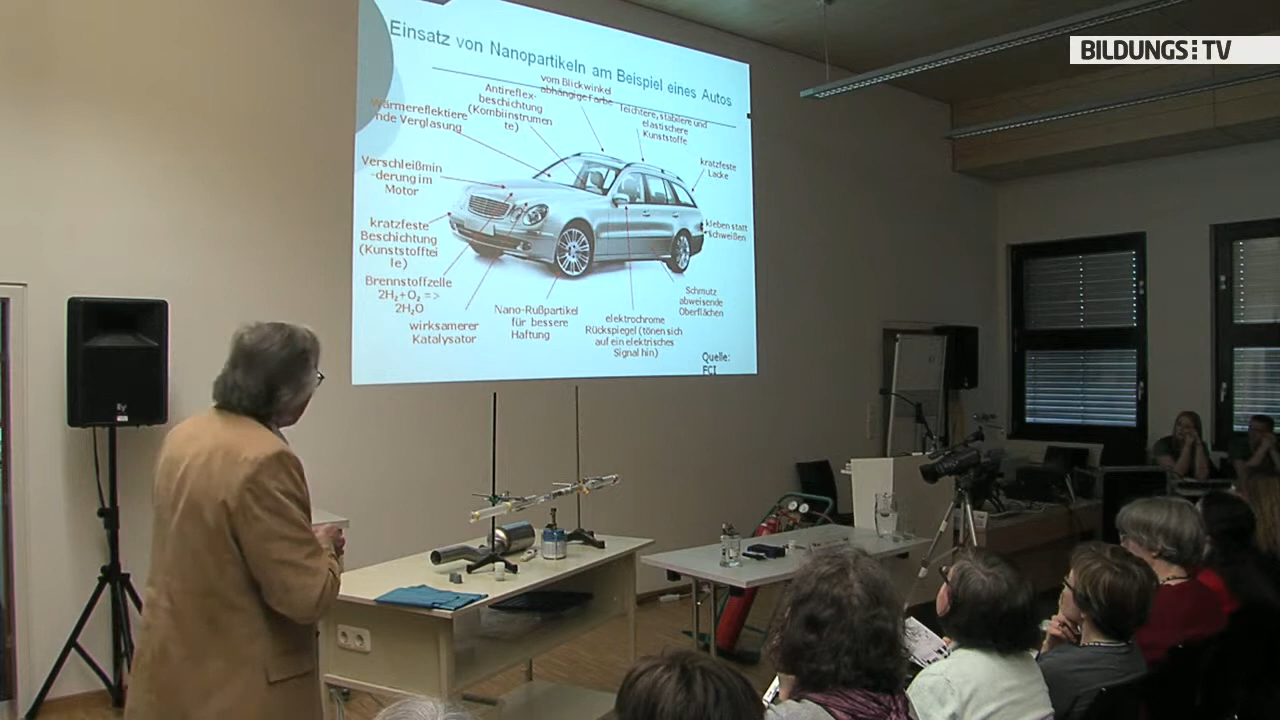 BILDUNGS:TV
Einsatz von Nanopartikeln am Beispiel eines Autos
vom Blickwinkel
abhängige Farbe
Antireflex-
beschichtung
(Kombiinstrumen
te)
leichtere, stabilere und
elastischere
Kunststoffe
Wärmereflektiere
nde Verglasung
kratzfeste
Lacke
Verschleißmin
-derung im
Motor
kleben statt
schweißen
kratzfeste
Beschichtung
(Kunststofftei
le)
Brennstoffzelle
2H₂+O₂ =>
2H₂O
wirksamerer
Katalysator
Nano-Rußpartikel
für bessere
Haftung
elektrochrome
Rückspiegel (tönen sich
auf ein elektrisches
Signal hin)
Schmutz
abweisende
Oberflächen
Quelle:
FCI